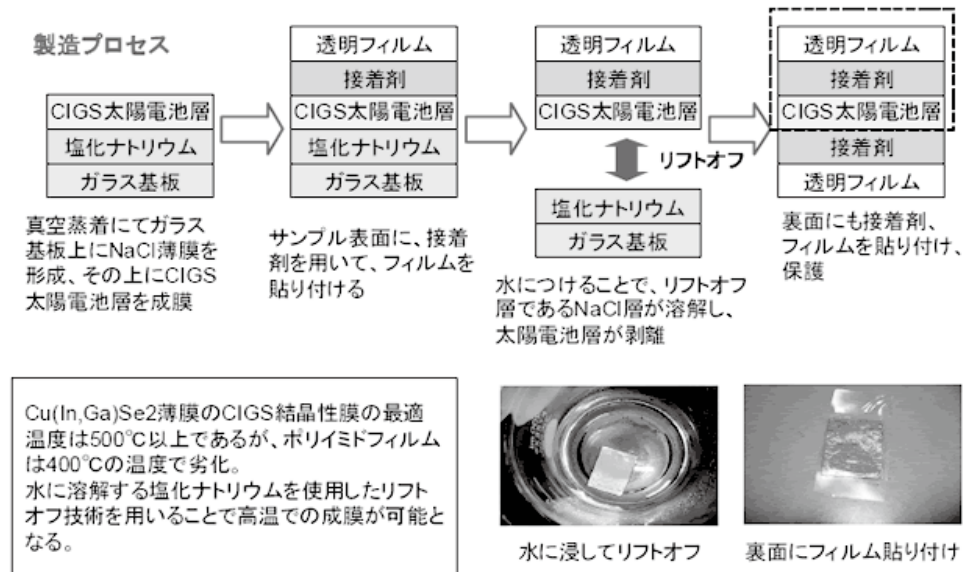 製造プロセス
CIGS太陽電池層
塩化ナトリウム
ガラス基板
真空蒸着にてガラス
基板上にNaCl薄膜を
形成、その上にCIGS
太陽電池層を成膜
透明フィルム
接着剤
CIGS太陽電池層
塩化ナトリウム
ガラス基板
サンプル表面に、接着
剤を用いて、フィルムを
貼り付ける
透明フィルム
接着剤
CIGS太陽電池層
リフトオフ
塩化ナトリウム
ガラス基板
水につけることで、リフトオフ
層であるNaCl層が溶解し、
太陽電池層が剥離
透明フィルム
接着剤
CIGS太陽電池層
接着剤
透明フィルム
裏面にも接着剤、
フィルムを貼り付け、
保護
Cu(In,Ga)Se2薄膜のCIGS結晶性膜の最適
温度は500℃以上であるが、ポリイミドフィルム
は400℃の温度で劣化。
水に溶解する塩化ナトリウムを使用したリフト
オフ技術を用いることで高温での成膜が可能と
なる。
水に浸してリフトオフ
裏面にフィルム貼り付け